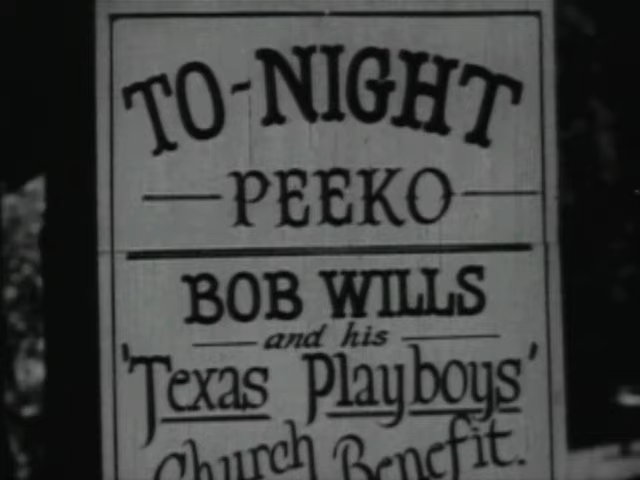 TO-NIGHT
PEEKO
BOB WILLS
and his
'Texas Playboys'
Church Benefit.